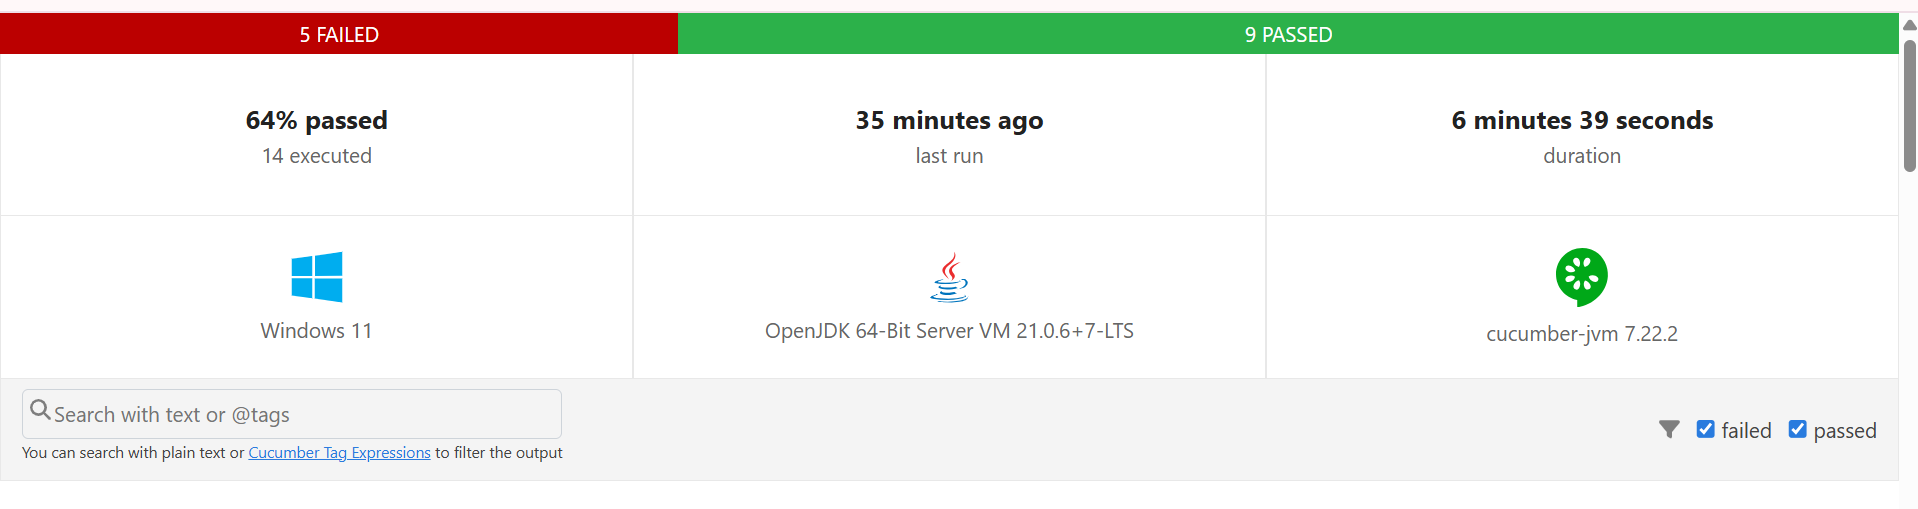 5 FAILED
9 PASSED
64% passed
14 executed
35 minutes ago
last run
6 minutes 39 seconds
duration
Windows 11
OpenJDK 64-Bit Server VM 21.0.6+7-LTS
cucumber-jvm 7.22.2
Search with text or @tags
You can search with plain text or Cucumber Tag Expressions to filter the output
failed
passed